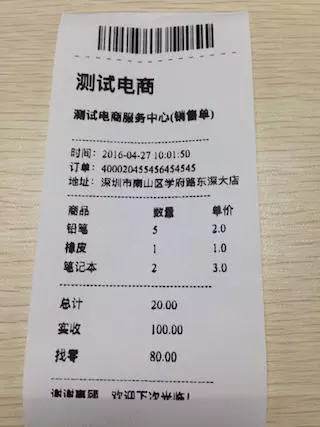 测试电商
测试电商服务中心(销售单)
时间：2016-04-27 10:01:50
订单：400020455456454545
地址：深圳市南山区学府路东深大店
商品 数量 单价
铅笔 5 2.0
橡皮 1 1.0
笔记本 2 3.0
总计 20.00
实收 100.00
找零 80.00
谢谢惠顾 欢迎下次光临！